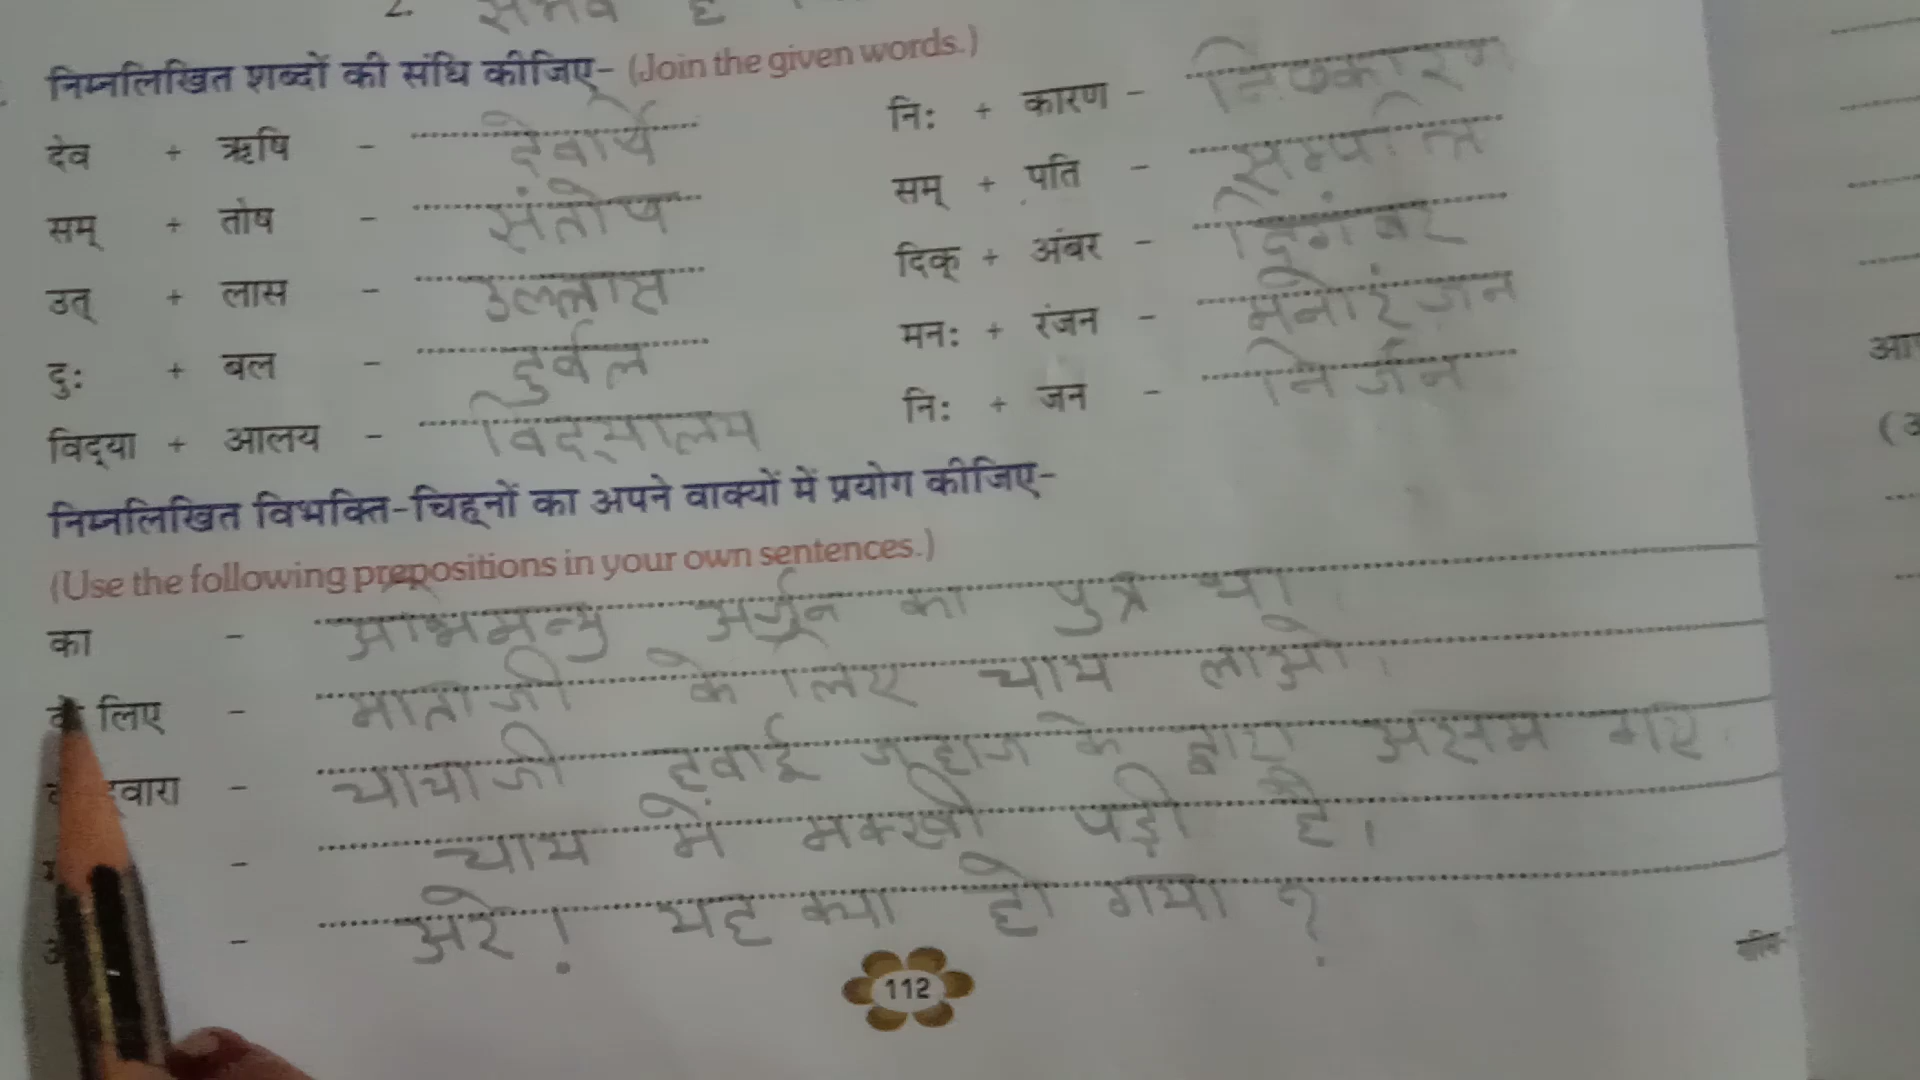 निम्नलिखित शब्दों की संधि कीजिए- (Join the given words.)
देव + ऋषि - देवर्षि
सम् + तोष - संतोष
उत् + लास - उल्लास
दुः + बल - दुर्बल
विद्या + आलय - विद्यालय
निः + कारण - निष्कारण
सम् + पति - सम्पत्ति
दिक् + अंबर - दिगंबर
मनः + रंजन - मनोरंजन
निः + जन - निर्जन
निम्नलिखित विभक्ति-चिह्नों का अपने वाक्यों में प्रयोग कीजिए-
(Use the following prepositions in your own sentences.)
का - अभिमन्यु अर्जुन का पुत्र था।
के लिए - माताजी के लिए चाय लाओ।
द्वारा - चाचाजी हवाई जहाज के द्वारा असम गए
- चाय में मक्खी पड़ी है।
- अरे! यह क्या हो गया ?
112